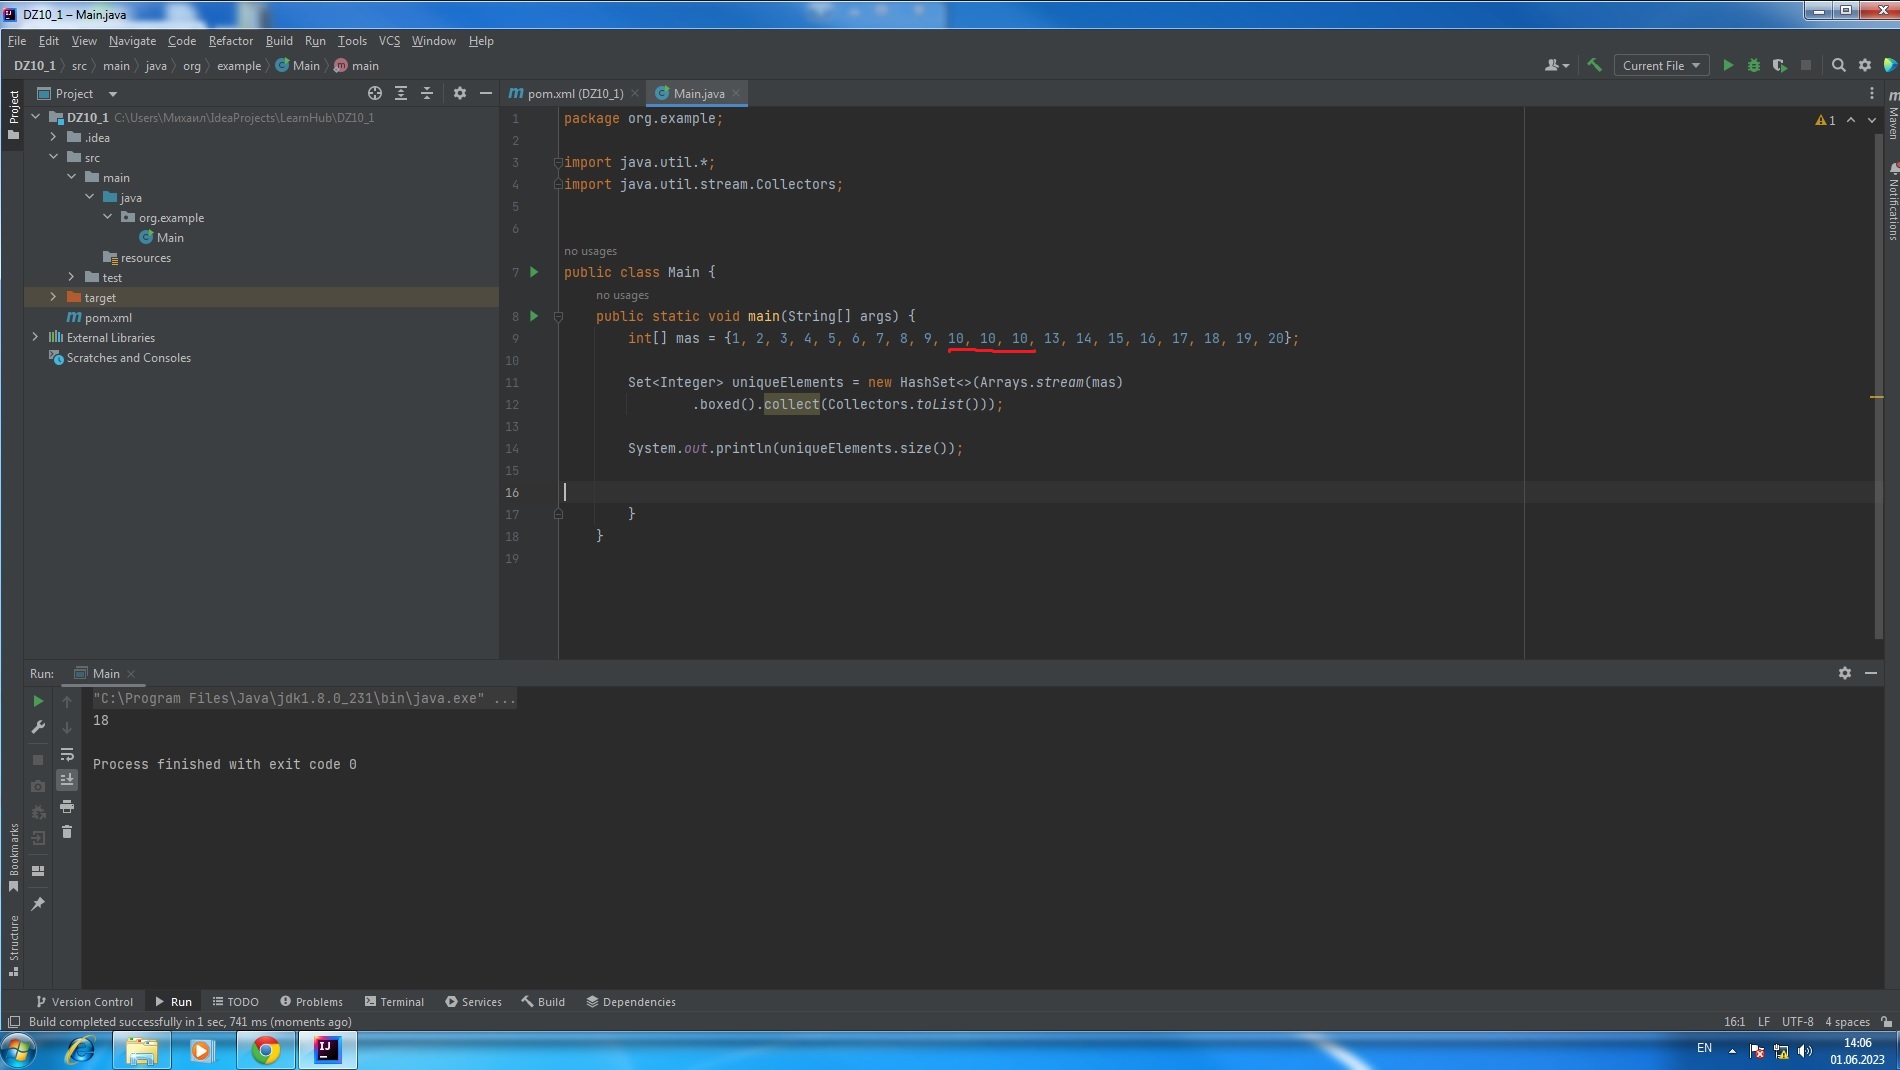 DZ10_1 – Main.java
File Edit View Navigate Code Refactor Build Run Tools VCS Window Help
DZ10_1 src main java org example Main main
Current File
Project
pom.xml (DZ10_1)
Main.java
Project
DZ10_1 C:\Users\Михаил\IdeaProjects\LearnHub\DZ10_1
.idea
src
main
java
org.example
Main
resources
test
target
pom.xml
External Libraries
Scratches and Consoles
1 package org.example;
2
3 import java.util.*;
4 import java.util.stream.Collectors;
5
6
no usages
7 public class Main {
no usages
8 public static void main(String[] args) {
9 int[] mas = {1, 2, 3, 4, 5, 6, 7, 8, 9, 10, 10, 10, 13, 14, 15, 16, 17, 18, 19, 20};
10
11 Set<Integer> uniqueElements = new HashSet<>(Arrays.stream(mas)
12 .boxed().collect(Collectors.toList()));
13
14 System.out.println(uniqueElements.size());
15
16
17 }
18 }
19
1
Maven
Notifications
Run: Main
"C:\Program Files\Java\jdk1.8.0_231\bin\java.exe" ...
18
Process finished with exit code 0
Bookmarks
Structure
Version Control Run TODO Problems Terminal Services Build Dependencies
Build completed successfully in 1 sec, 741 ms (moments ago)
16:1 LF UTF-8 4 spaces
EN
14:06
01.06.2023